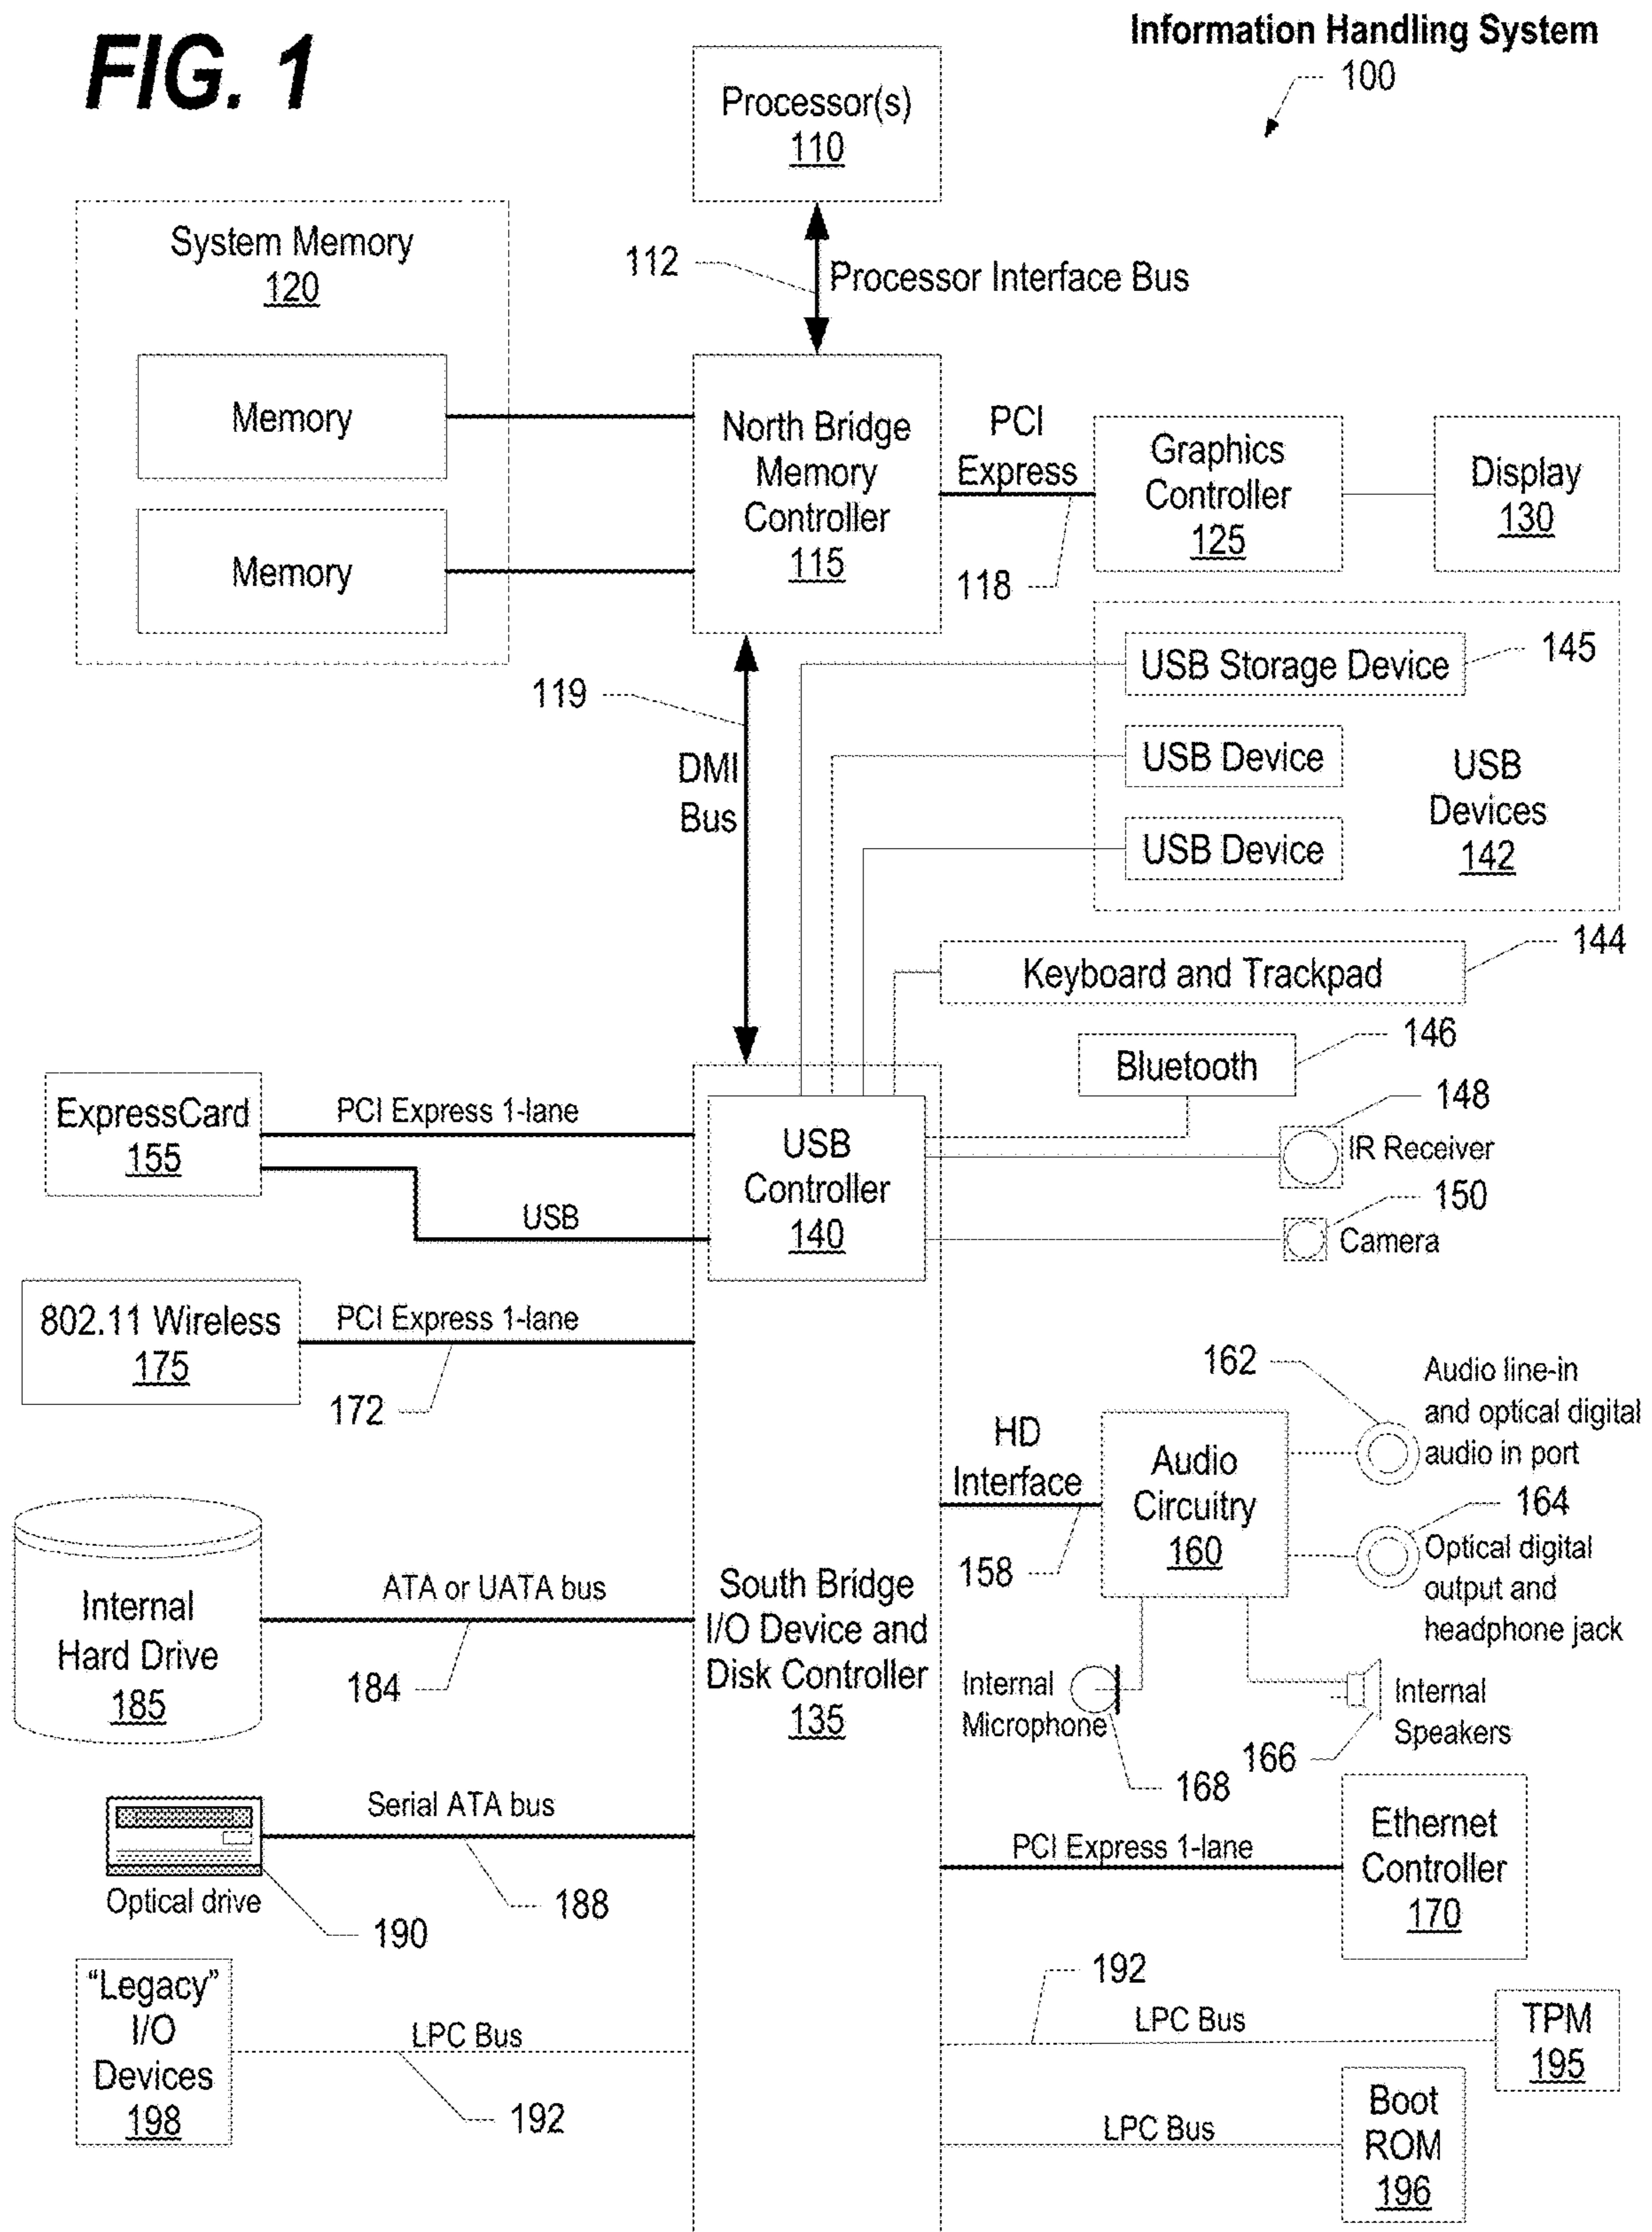 FIG. 1
Information Handling System
100
Processor(s)
110
System Memory
120
112
Processor Interface Bus
Memory
Memory
North Bridge
Memory
Controller
115
PCI
Express
118
Graphics
Controller
125
Display
130
119
DMI
Bus
USB Storage Device
145
USB Device
USB Device
USB
Devices
142
Keyboard and Trackpad
144
Bluetooth
146
148
IR Receiver
150
Camera
ExpressCard
155
PCI Express 1-lane
USB
USB
Controller
140
802.11 Wireless
175
PCI Express 1-lane
172
162
Audio line-in
and optical digital
audio in port
HD
Interface
158
Audio
Circuitry
160
164
Optical digital
output and
headphone jack
Internal
Hard Drive
185
ATA or UATA bus
184
South Bridge
I/O Device and
Disk Controller
135
Internal
Microphone
168
Internal
Speakers
166
Optical drive
190
Serial ATA bus
188
PCI Express 1-lane
Ethernet
Controller
170
“Legacy”
I/O
Devices
198
LPC Bus
192
192
LPC Bus
TPM
195
LPC Bus
Boot
ROM
196